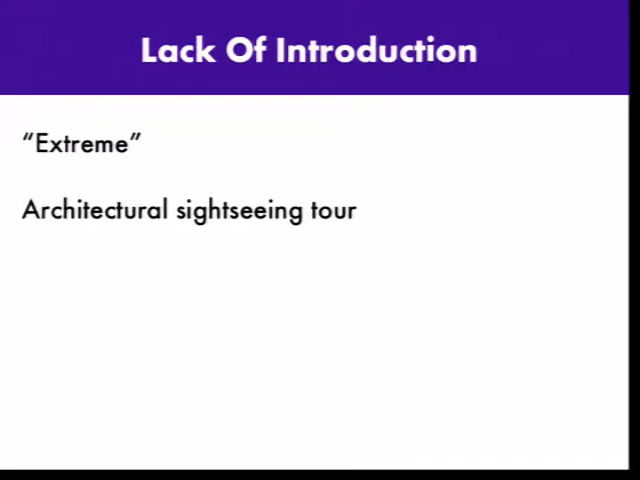 Lack Of Introduction
“Extreme”
Architectural sightseeing tour